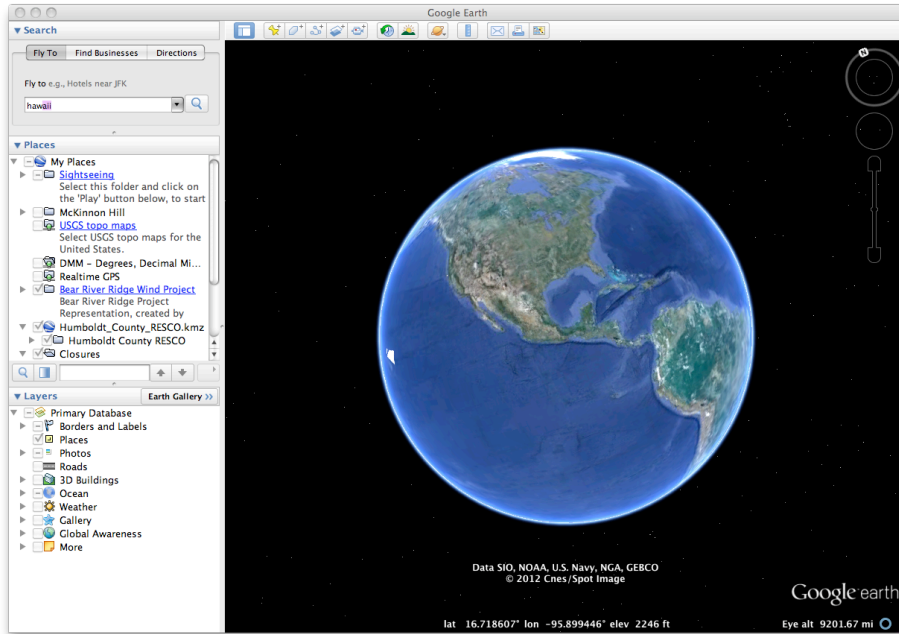 Google Earth
Search
Fly To Find Businesses Directions
Fly to e.g., Hotels near JFK
hawaii
Places
My Places
Sightseeing
Select this folder and click on
the 'Play' button below, to start
McKinnon Hill
USGS topo maps
Select USGS topo maps for the
United States.
DMM – Degrees, Decimal Mi...
Realtime GPS
Bear River Ridge Wind Project
Bear River Ridge Project
Representation, created by
Humboldt_County_RESCO.kmz
Humboldt County RESCO
Closures
Layers Earth Gallery >>
Primary Database
Borders and Labels
Places
Photos
Roads
3D Buildings
Ocean
Weather
Gallery
Global Awareness
More
N
Data SIO, NOAA, U.S. Navy, NGA, GEBCO
© 2012 Cnes/Spot Image
Google earth
lat 16.718607° lon -95.899446° elev 2246 ft Eye alt 9201.67 mi